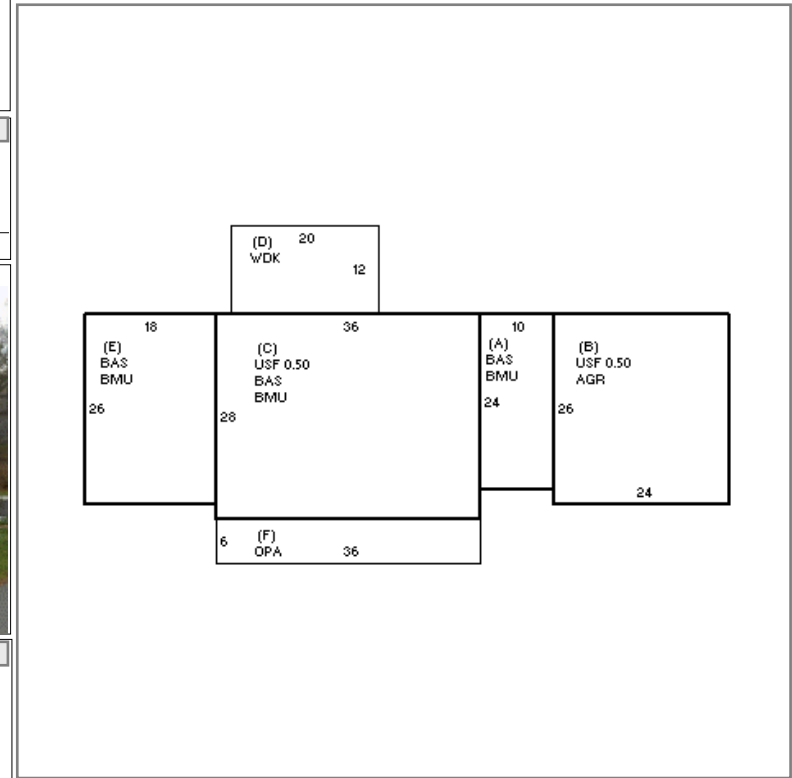 (D) 20
WDK
12
18
(E)
BAS
BMU
26
36
(C)
USF 0.50
BAS
BMU
28
10
(A)
BAS
BMU
24
(B)
USF 0.50
AGR
26
24
6 (F)
OPA 36